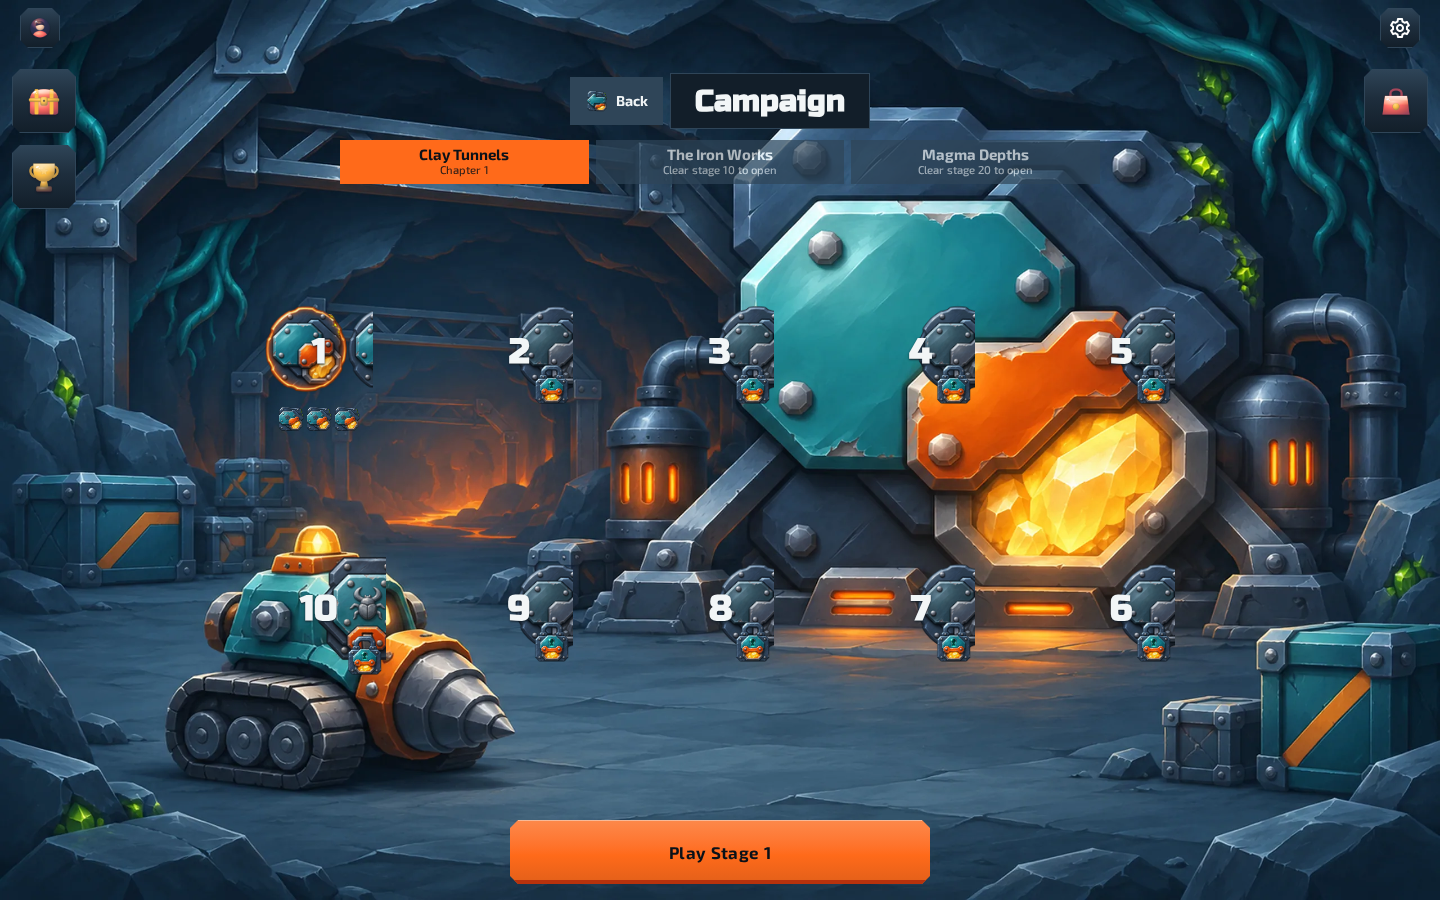 Back
Campaign
Clay Tunnels
Chapter 1
The Iron Works
Clear stage 10 to open
Magma Depths
Clear stage 20 to open
1
2
3
4
5
10
9
8
7
6
Play Stage 1